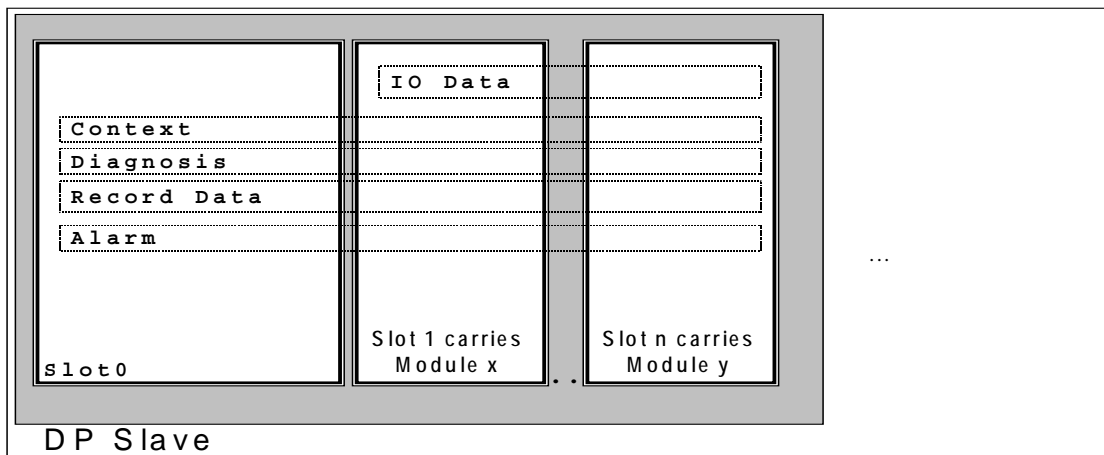 IO Data
Context
Diagnosis
Record Data
Alarm
...
Slot 1 carries
Module x
Slot n carries
Module y
Slot0
..
DP Slave